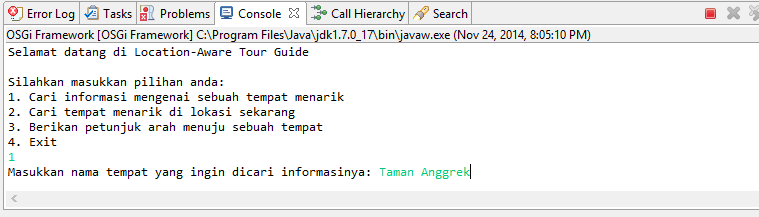 Error Log Tasks Problems Console Call Hierarchy Search
OSGi Framework [OSGi Framework] C:\Program Files\Java\jdk1.7.0_17\bin\javaw.exe (Nov 24, 2014, 8:05:10 PM)
Selamat datang di Location-Aware Tour Guide
Silahkan masukkan pilihan anda:
1. Cari informasi mengenai sebuah tempat menarik
2. Cari tempat menarik di lokasi sekarang
3. Berikan petunjuk arah menuju sebuah tempat
4. Exit
1
Masukkan nama tempat yang ingin dicari informasinya: Taman Anggrek